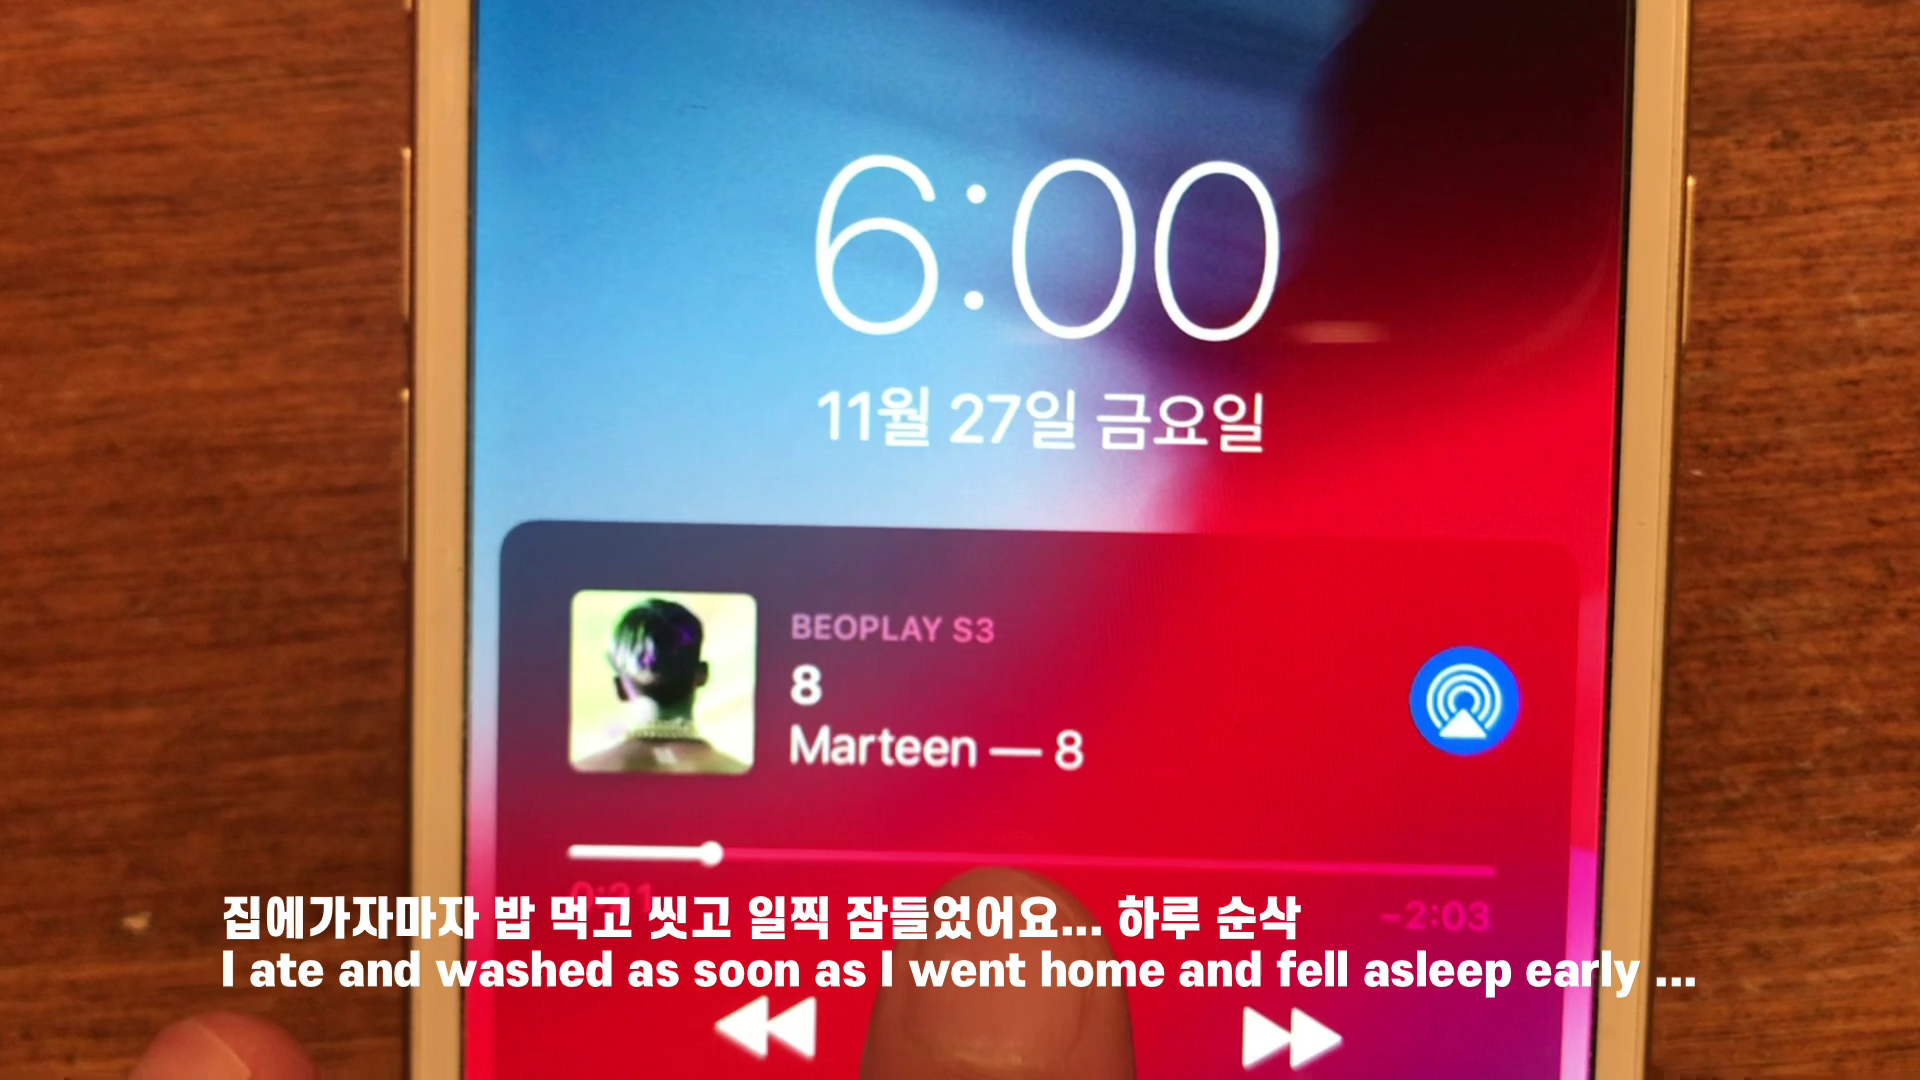 6:00
11월 27일 금요일
BEOPLAY S3
8
Marteen — 8
0:21
-2:03
집에가자마자 밥 먹고 씻고 일찍 잠들었어요... 하루 순삭
I ate and washed as soon as I went home and fell asleep early ...